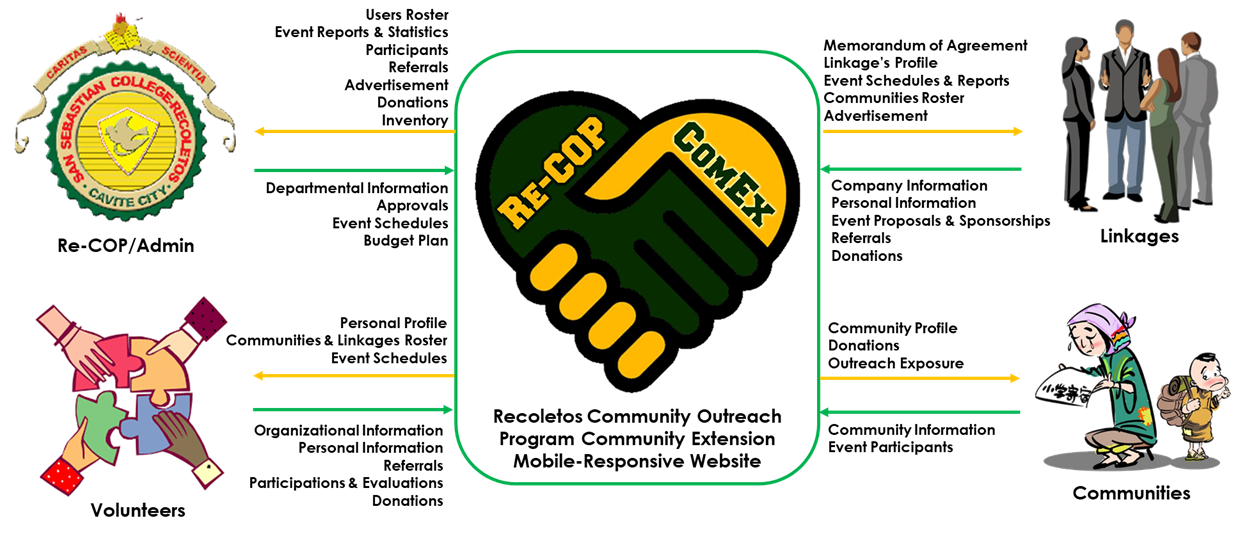 CARITAS
SCIENTIA
SAN SEBASTIAN COLLEGE-RECOLETOS
• CAVITE CITY •
Re-COP/Admin
Users Roster
Event Reports & Statistics
Participants
Referrals
Advertisement
Donations
Inventory
Departmental Information
Approvals
Event Schedules
Budget Plan
Volunteers
Personal Profile
Communities & Linkages Roster
Event Schedules
Organizational Information
Personal Information
Referrals
Participations & Evaluations
Donations
RE-COP
COMEX
Recoletos Community Outreach
Program Community Extension
Mobile-Responsive Website
Memorandum of Agreement
Linkage's Profile
Event Schedules & Reports
Communities Roster
Advertisement
Company Information
Personal Information
Event Proposals & Sponsorships
Referrals
Donations
Linkages
Community Profile
Donations
Outreach Exposure
Community Information
Event Participants
Communities